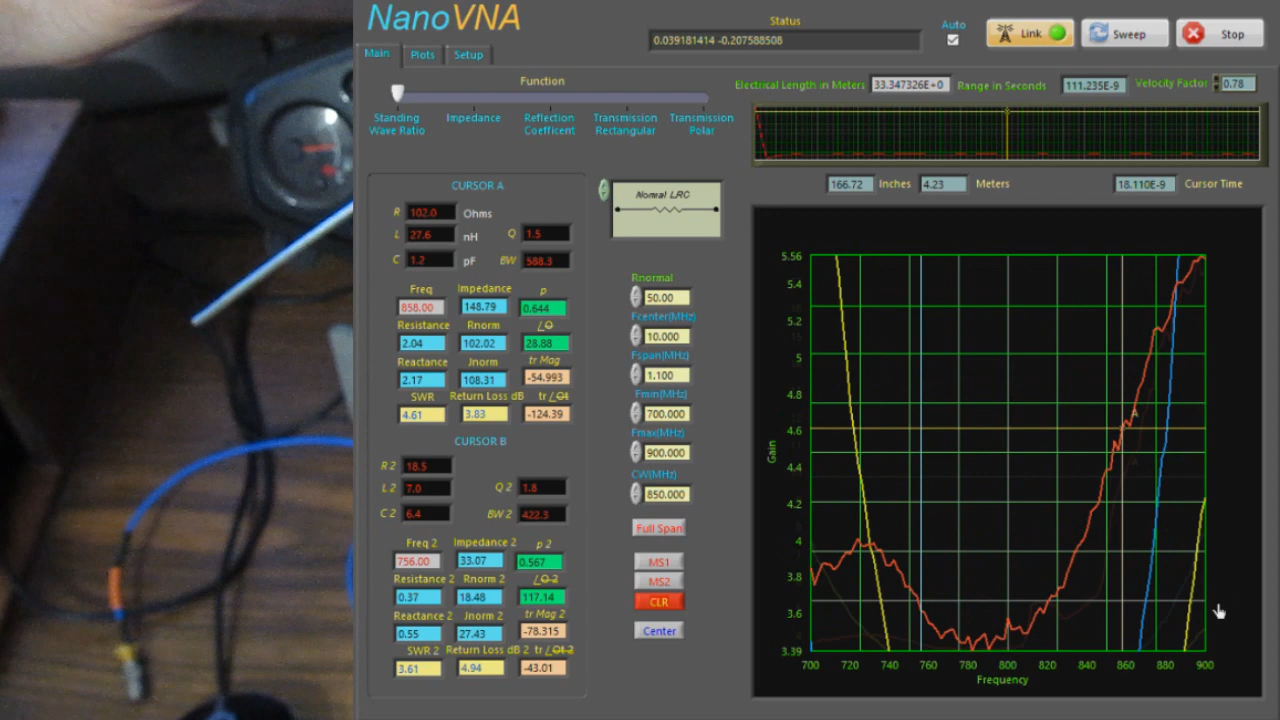 NanoVNA
Status
0.039181414 -0.207588508
Auto
Link
Sweep
Stop
Main
Plots
Setup
Function
Standing
Wave Ratio
Impedance
Reflection
Coefficent
Transmission
Rectangular
Transmission
Polar
Electrical Length in Meters 33.347326E+0 Range in Seconds 111.235E-9 Velocity Factor 0.78
166.72 Inches 4.23 Meters 18.110E-9 Cursor Time
CURSOR A
R 102.0 Ohms
L 27.6 nH Q 1.5
C 1.2 pF BW 588.3
Freq Impedance p
858.00 148.79 0.644
Resistance Rnorm /_O
2.04 102.02 28.88
Reactance Jnorm tr Mag
2.17 108.31 -54.993
SWR Return Loss dB tr /_Ot
4.61 3.83 -124.39
CURSOR B
R 2 18.5
L 2 7.0 Q 2 1.8
C 2 6.4 BW 2 422.3
Freq 2 Impedance 2 p 2
756.00 33.07 0.567
Resistance 2 Rnorm 2 /_O 2
0.37 18.48 117.14
Reactance 2 Jnorm 2 tr Mag 2
0.55 27.43 -78.315
SWR 2 Return Loss dB 2 tr /_Ot 2
3.61 4.94 -43.01
Normal LRC
Rnormal
50.00
Fcenter(MHz)
10.000
Fspan(MHz)
1.100
Fmin(MHz)
700.000
Fmax(MHz)
900.000
CW(MHz)
850.000
Full Span
MS1
MS2
CLR
Center
5.56
5.4
5.2
5
4.8
4.6
4.4
4.2
4
3.8
3.6
3.39
Gain
A
700 720 740 760 780 800 820 840 860 880 900
Frequency